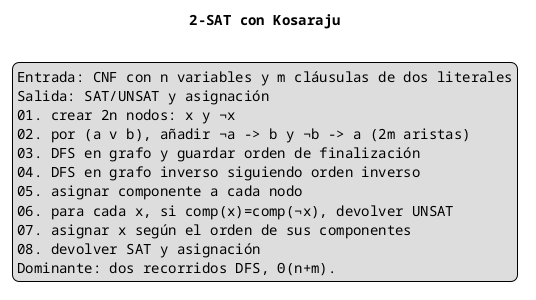 2-SAT con Kosaraju
Entrada: CNF con n variables y m cláusulas de dos literales
Salida: SAT/UNSAT y asignación
01. crear 2n nodos: x y ¬x
02. por (a v b), añadir ¬a -> b y ¬b -> a (2m aristas)
03. DFS en grafo y guardar orden de finalización
04. DFS en grafo inverso siguiendo orden inverso
05. asignar componente a cada nodo
06. para cada x, si comp(x)=comp(¬x), devolver UNSAT
07. asignar x según el orden de sus componentes
08. devolver SAT y asignación
Dominante: dos recorridos DFS, Θ(n+m).